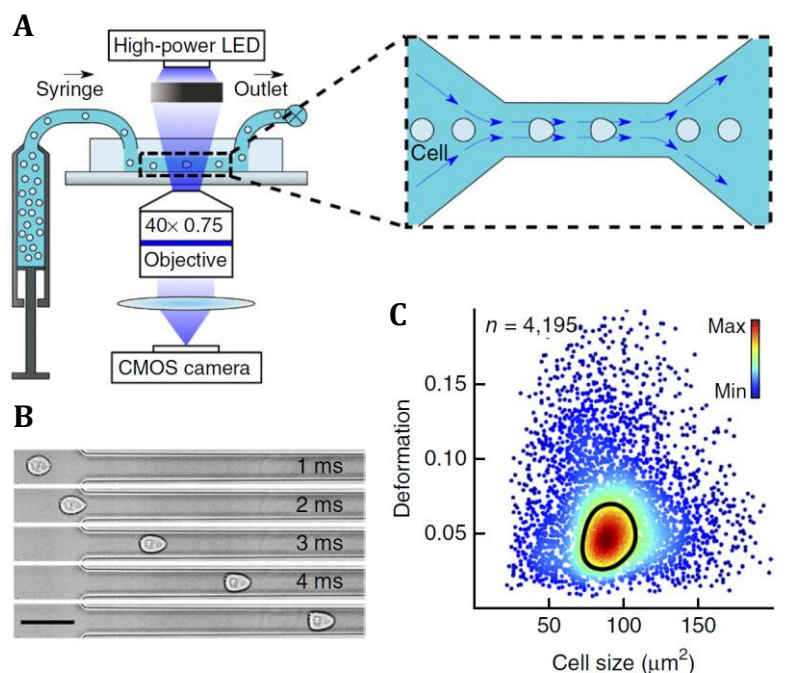 A
High-power LED
Syringe
Outlet
Cell
40× 0.75
Objective
CMOS camera
B
1 ms
2 ms
3 ms
4 ms
C
n = 4,195
Max
Min
Deformation
0.15
0.10
0.05
50
100
150
Cell size (μm²)